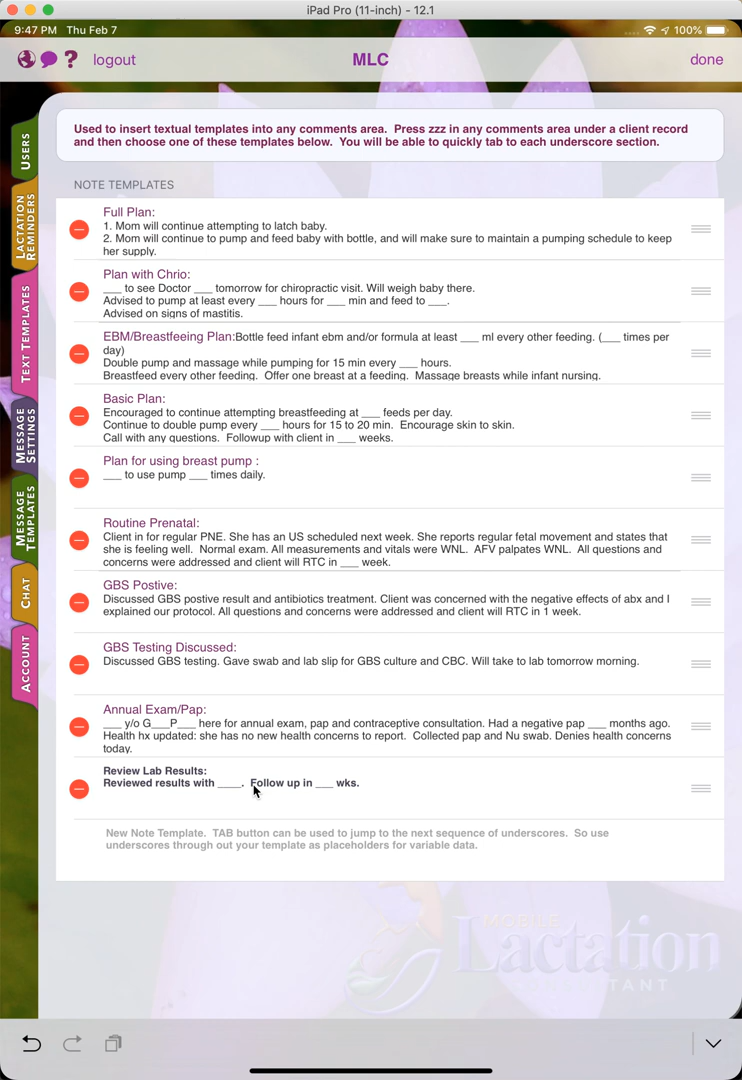 iPad Pro (11-inch) - 12.1
9:47 PM Thu Feb 7
100%
? logout
MLC
done
USERS
LACTATION
REMINDERS
TEXT TEMPLATES
MESSAGE
SETTINGS
MESSAGE
TEMPLATES
CHAT
ACCOUNT
Used to insert textual templates into any comments area. Press zzz in any comments area under a client record
and then choose one of these templates below. You will be able to quickly tab to each underscore section.
NOTE TEMPLATES
Full Plan:
1. Mom will continue attempting to latch baby.
2. Mom will continue to pump and feed baby with bottle, and will make sure to maintain a pumping schedule to keep
her supply.
Plan with Chrio:
___ to see Doctor ___ tomorrow for chiropractic visit. Will weigh baby there.
Advised to pump at least every ___ hours for ___ min and feed to ___.
Advised on signs of mastitis.
EBM/Breastfeeing Plan:Bottle feed infant ebm and/or formula at least ___ ml every other feeding. (___ times per
day)
Double pump and massage while pumping for 15 min every ___ hours.
Breastfeed every other feeding. Offer one breast at a feeding. Massage breasts while infant nursing.
Basic Plan:
Encouraged to continue attempting breastfeeding at ___ feeds per day.
Continue to double pump every ___ hours for 15 to 20 min. Encourage skin to skin.
Call with any questions. Followup with client in ___ weeks.
Plan for using breast pump :
___ to use pump ___ times daily.
Routine Prenatal:
Client in for regular PNE. She has an US scheduled next week. She reports regular fetal movement and states that
she is feeling well. Normal exam. All measurements and vitals were WNL. AFV palpates WNL. All questions and
concerns were addressed and client will RTC in ___ week.
GBS Postive:
Discussed GBS postive result and antibiotics treatment. Client was concerned with the negative effects of abx and I
explained our protocol. All questions and concerns were addressed and client will RTC in 1 week.
GBS Testing Discussed:
Discussed GBS testing. Gave swab and lab slip for GBS culture and CBC. Will take to lab tomorrow morning.
Annual Exam/Pap:
___ y/o G___P___ here for annual exam, pap and contraceptive consultation. Had a negative pap ___ months ago.
Health hx updated: she has no new health concerns to report. Collected pap and Nu swab. Denies health concerns
today.
Review Lab Results:
Reviewed results with ____. Follow up in ___ wks.
New Note Template. TAB button can be used to jump to the next sequence of underscores. So use
underscores through out your template as placeholders for variable data.
MOBILE
Lactation
CONSULTANT